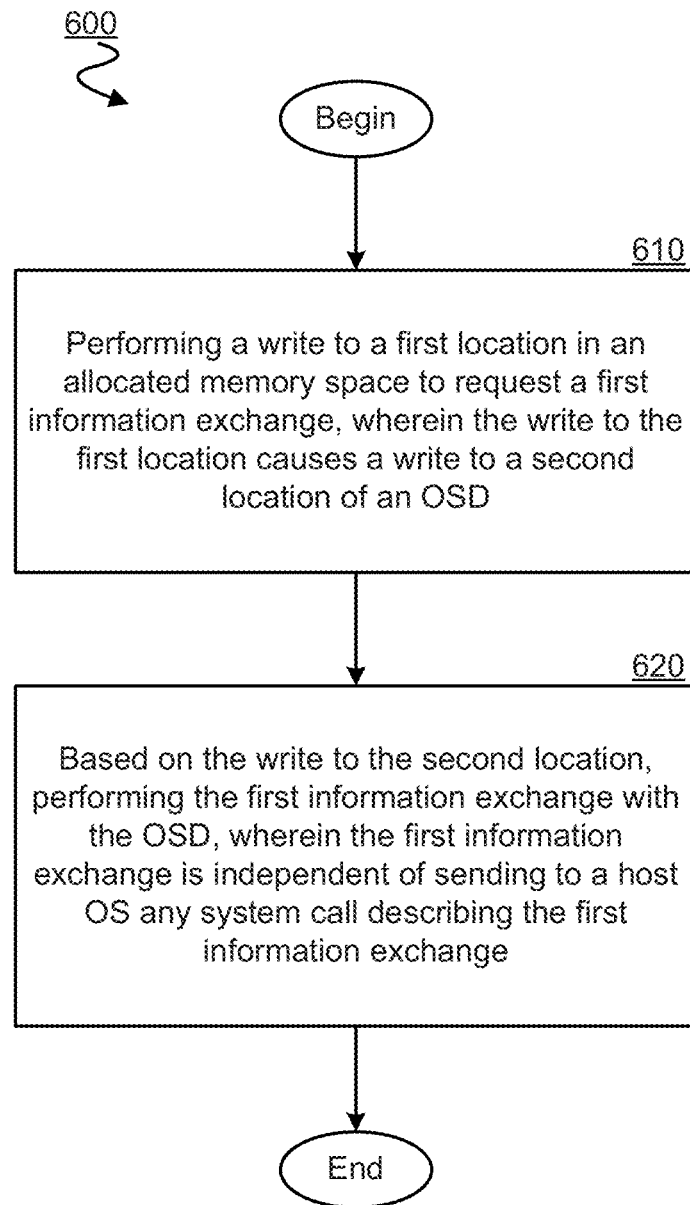 600
Begin
610
Performing a write to a first location in an
allocated memory space to request a first
information exchange, wherein the write to the
first location causes a write to a second
location of an OSD
620
Based on the write to the second location,
performing the first information exchange with
the OSD, wherein the first information
exchange is independent of sending to a host
OS any system call describing the first
information exchange
End